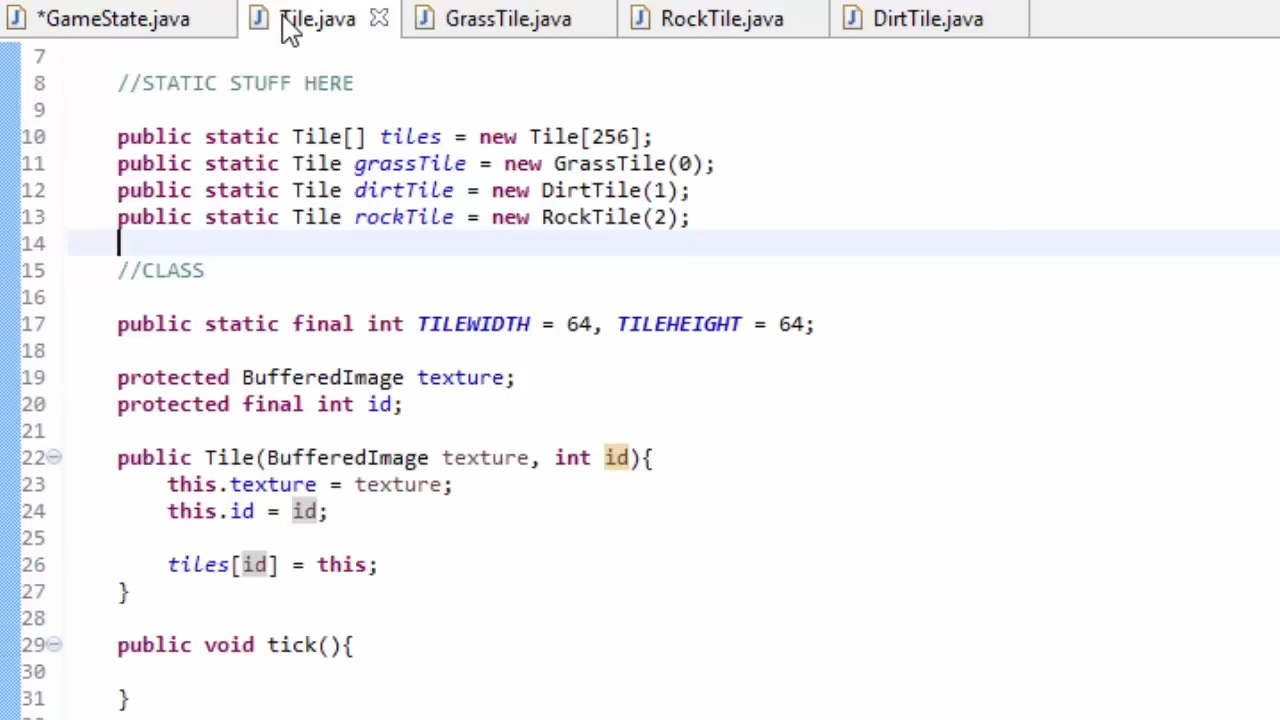 *GameState.java Tile.java GrassTile.java RockTile.java DirtTile.java
7
8 //STATIC STUFF HERE
9
10 public static Tile[] tiles = new Tile[256];
11 public static Tile grassTile = new GrassTile(0);
12 public static Tile dirtTile = new DirtTile(1);
13 public static Tile rockTile = new RockTile(2);
14
15 //CLASS
16
17 public static final int TILEWIDTH = 64, TILEHEIGHT = 64;
18
19 protected BufferedImage texture;
20 protected final int id;
21
22 public Tile(BufferedImage texture, int id){
23 this.texture = texture;
24 this.id = id;
25
26 tiles[id] = this;
27 }
28
29 public void tick(){
30
31 }